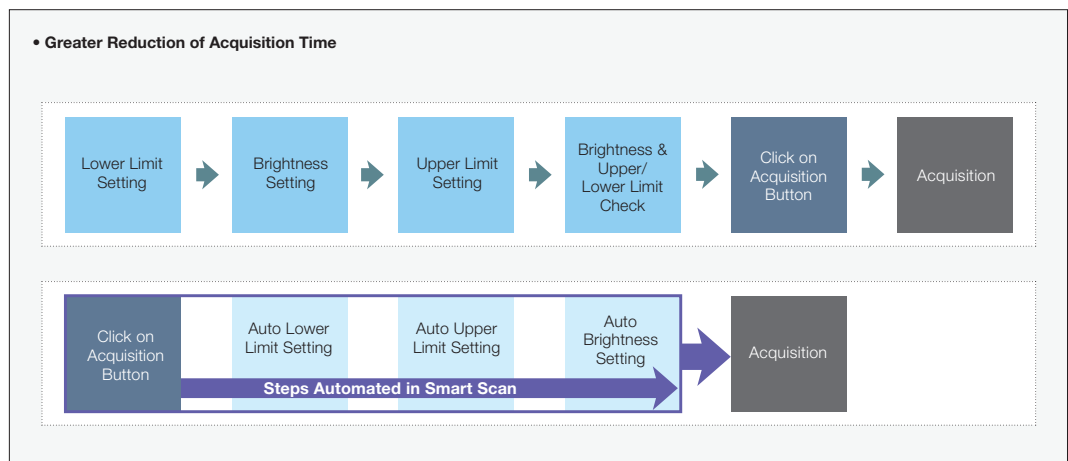 • Greater Reduction of Acquisition Time
Lower Limit
Setting
Brightness
Setting
Upper Limit
Setting
Brightness &
Upper/
Lower Limit
Check
Click on
Acquisition
Button
Acquisition
Click on
Acquisition
Button
Auto Lower
Limit Setting
Auto Upper
Limit Setting
Auto
Brightness
Setting
Steps Automated in Smart Scan
Acquisition